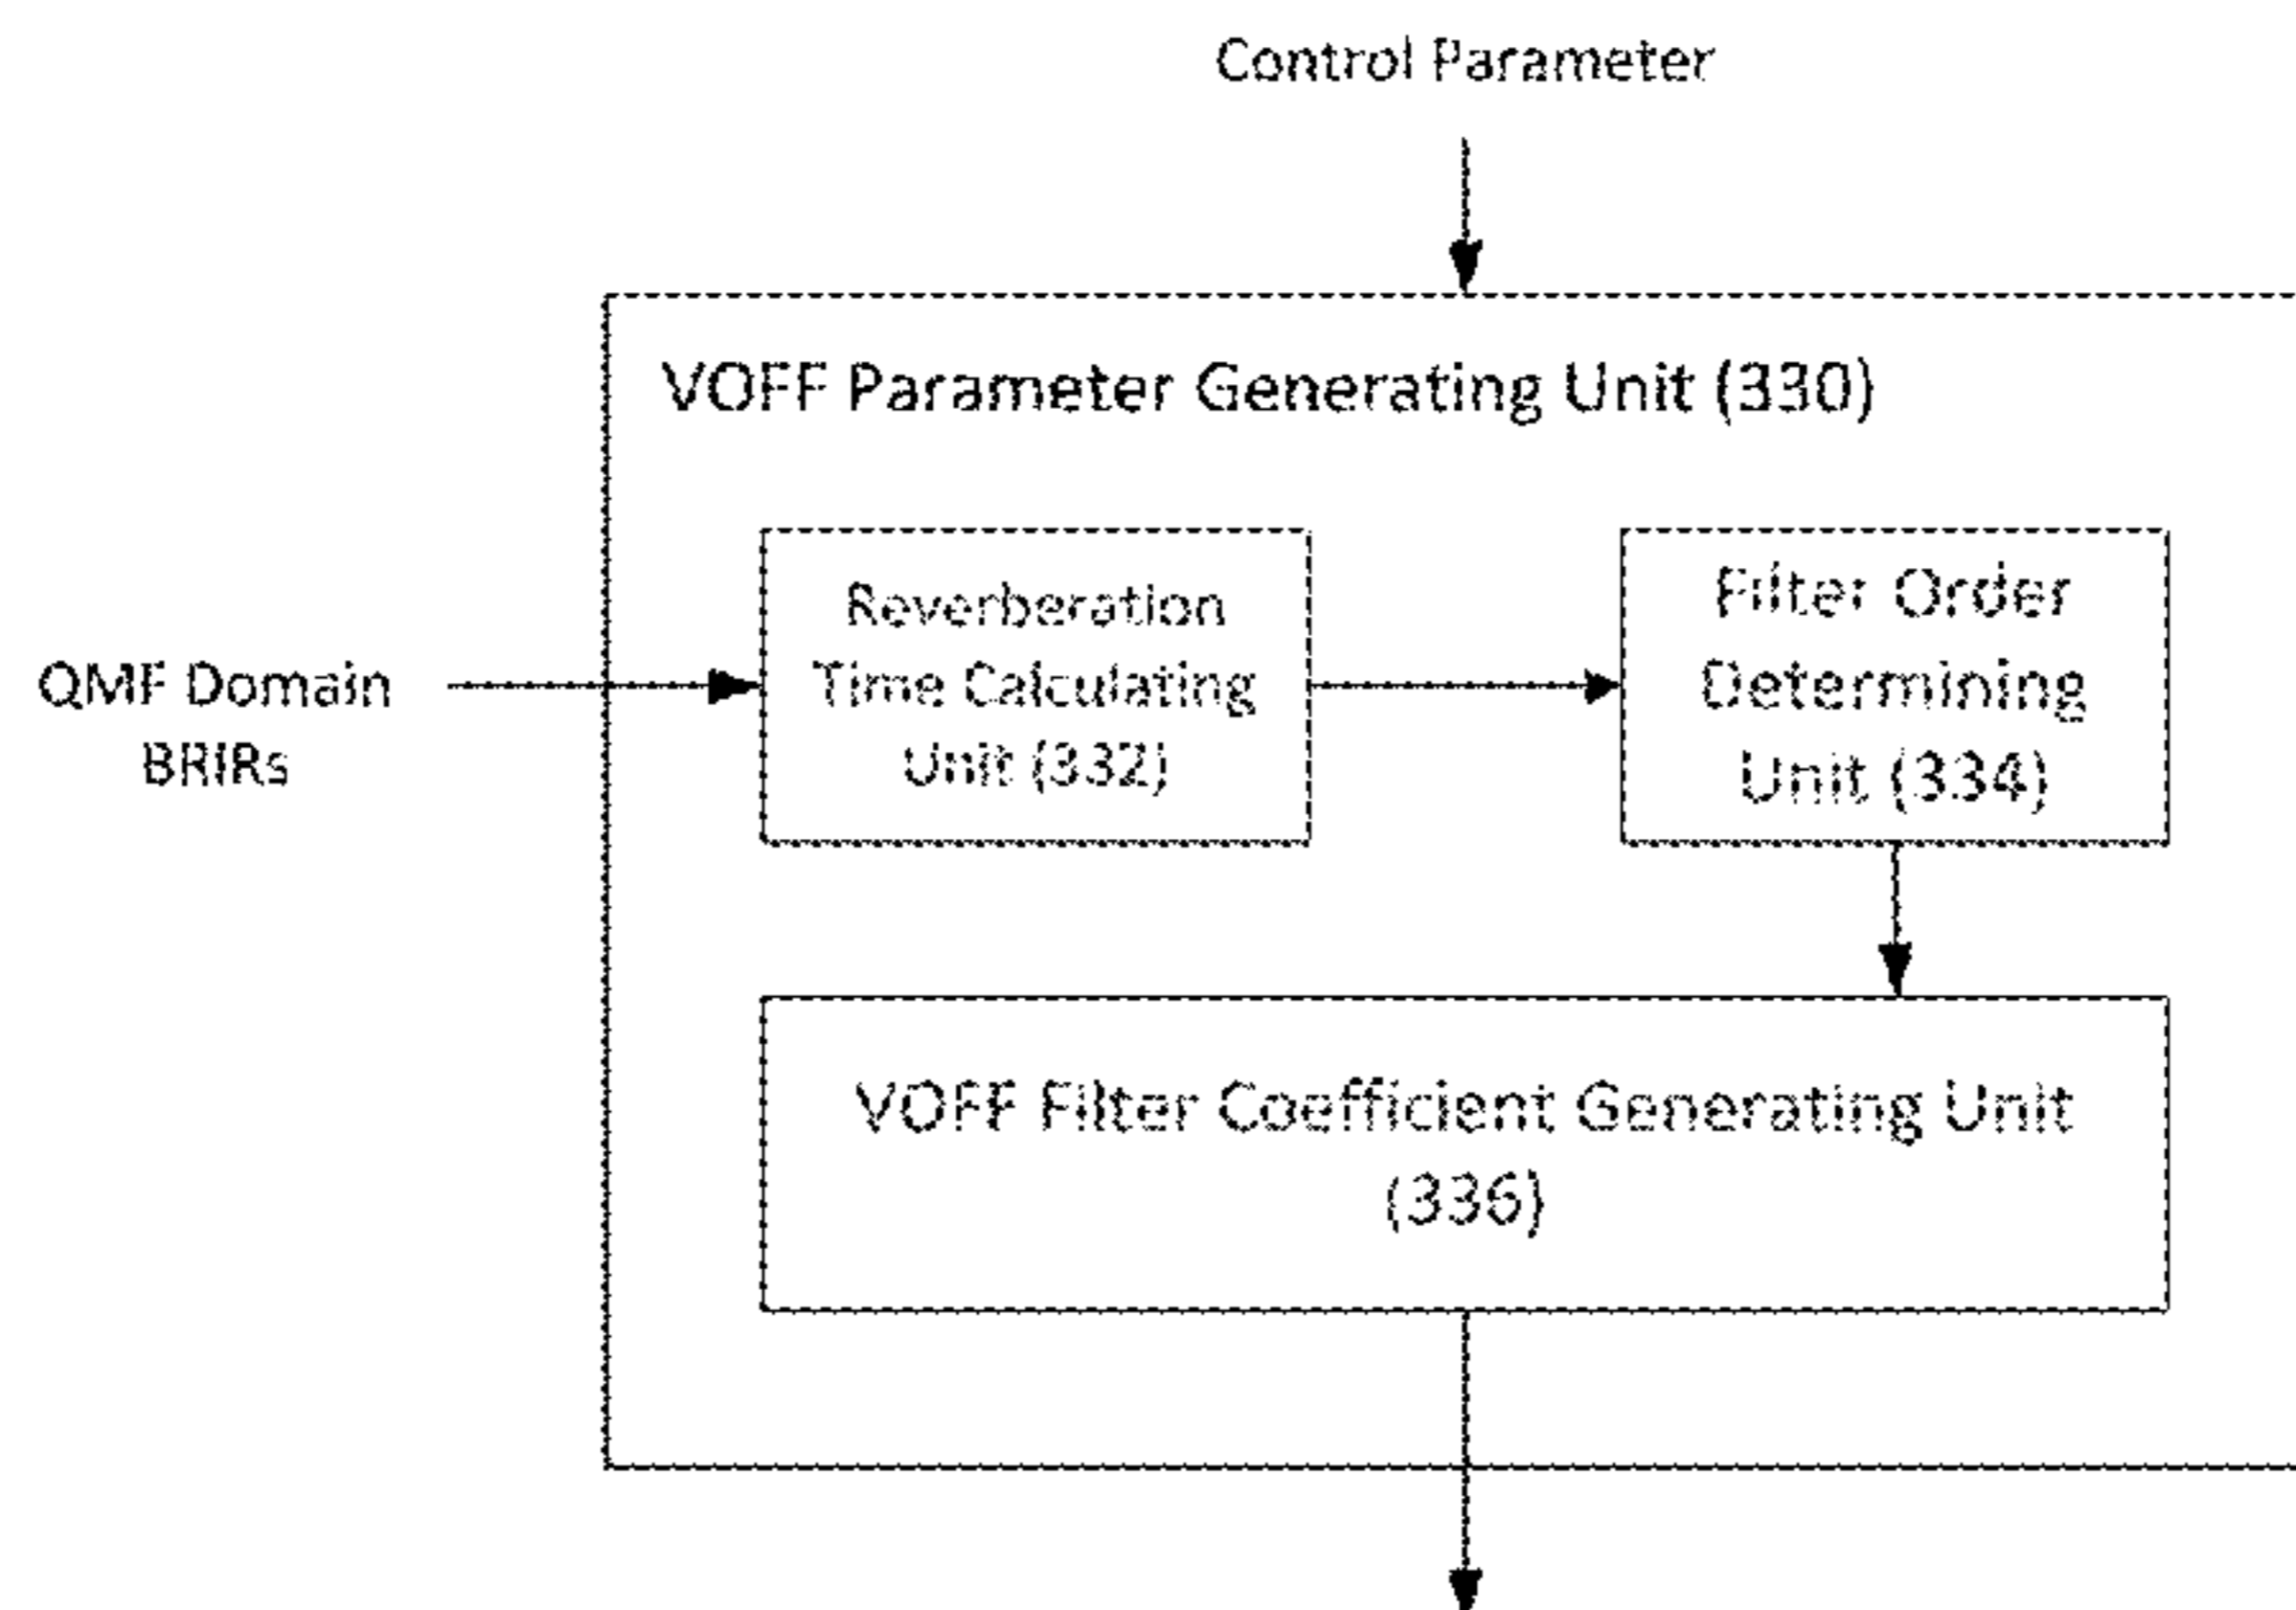 Control Parameter
VOFF Parameter Generating Unit (330)
Reverberation
Time Calculating
Unit (332)
Filter Order
Determining
Unit (334)
QMF Domain
BRIRs
VOFF Filter Coefficient Generating Unit
(336)